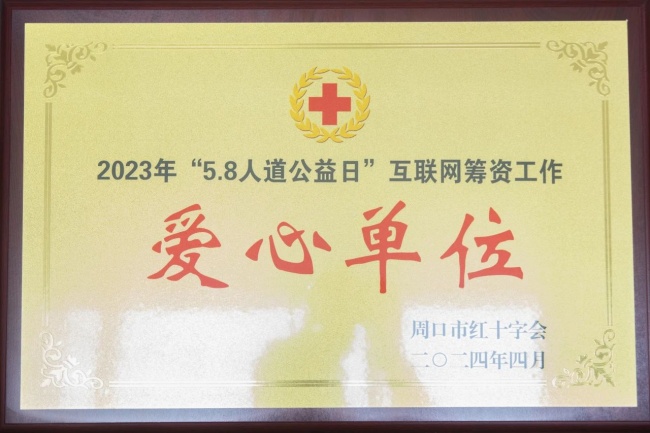 2023年“5.8人道公益日”互联网筹资工作
爱心单位
周口市红十字会
二〇二四年四月